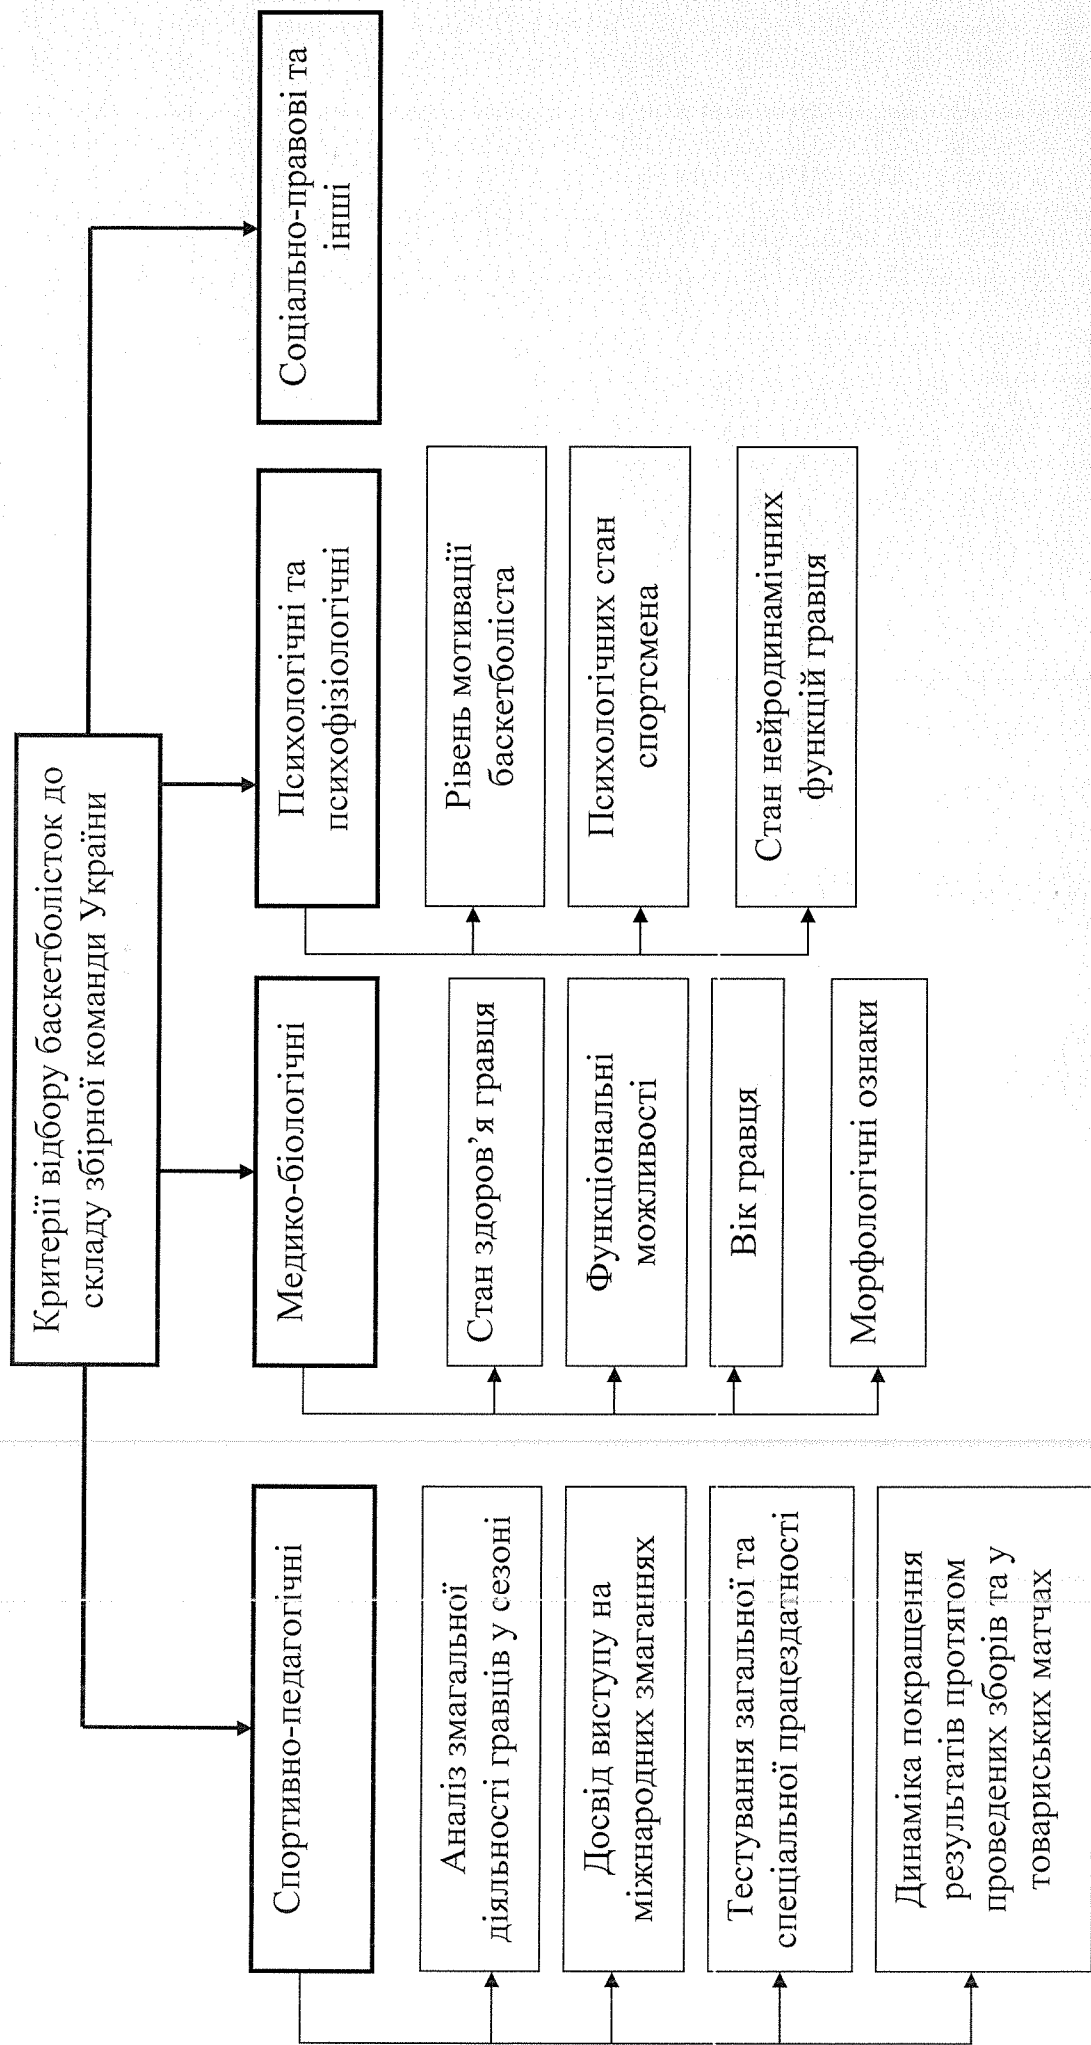 Критерії відбору баскетболісток до
складу збірної команди України
Спортивно-педагогічні
Аналіз змагальної
діяльності гравців у сезоні
Досвід виступу на
міжнародних змаганнях
Тестування загальної та
спеціальної працездатності
Динаміка покращення
результатів протягом
проведених зборів та у
товариських матчах
Медико-біологічні
Стан здоров’я гравця
Функціональні
можливості
Вік гравця
Морфологічні ознаки
Психологічні та
психофізіологічні
Рівень мотивації
баскетболіста
Психологічних стан
спортсмена
Стан нейродинамічних
функцій гравця
Соціально-правові та
інші